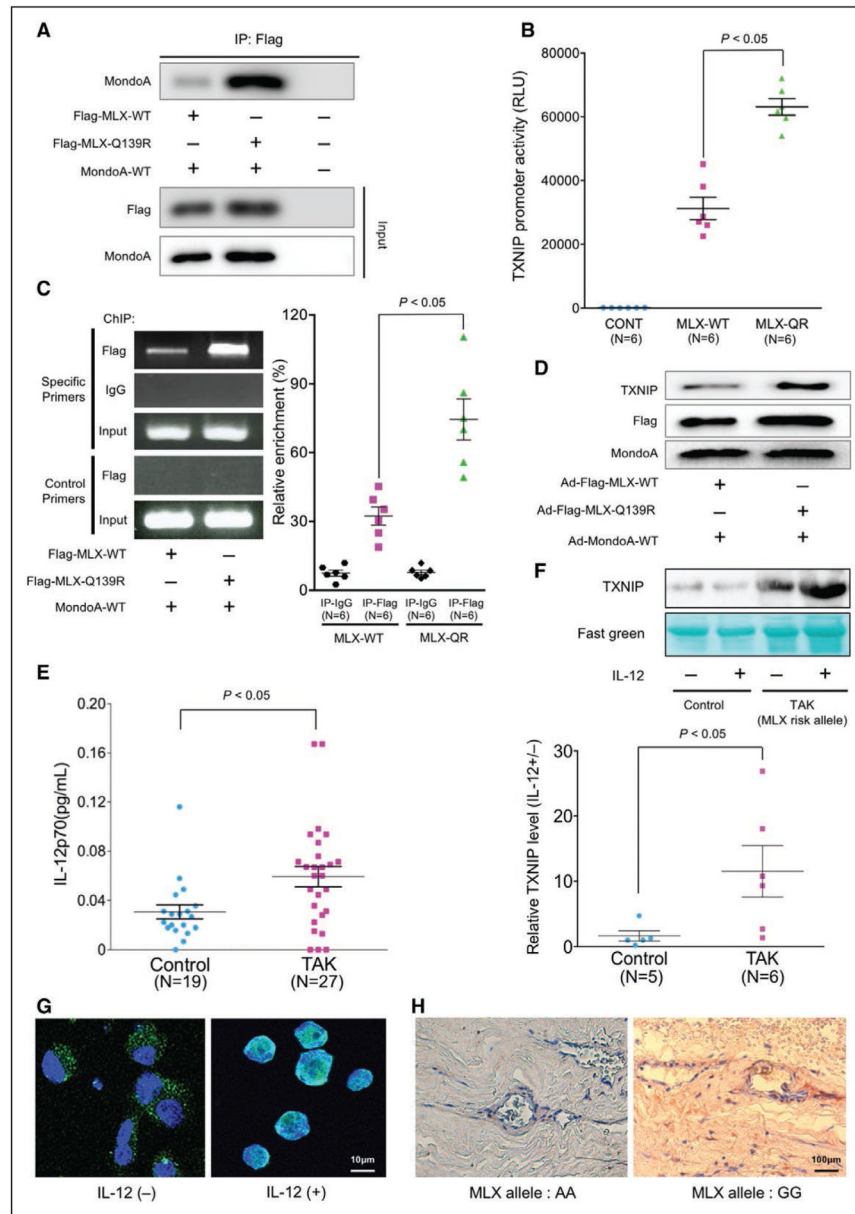 A
IP: Flag
MondoA
Flag-MLX-WT + – –
Flag-MLX-Q139R – + –
MondoA-WT + + –
Flag
MondoA
Input
B
P < 0.05
TXNIP promoter activity (RLU)
80000
60000
40000
20000
0
CONT MLX-WT MLX-QR
(N=6) (N=6) (N=6)
C
ChIP:
Specific
Primers
Flag
IgG
Input
Control
Primers
Flag
Input
Flag-MLX-WT + –
Flag-MLX-Q139R – +
MondoA-WT + +
P < 0.05
Relative enrichment (%)
120
90
60
30
0
IP-IgG IP-Flag IP-IgG IP-Flag
(N=6) (N=6) (N=6) (N=6)
MLX-WT MLX-QR
D
TXNIP
Flag
MondoA
Ad-Flag-MLX-WT + –
Ad-Flag-MLX-Q139R – +
Ad-MondoA-WT + +
E
P < 0.05
IL-12p70(pg/mL)
0.20
0.16
0.12
0.08
0.04
0
Control TAK
(N=19) (N=27)
F
TXNIP
Fast green
IL-12 – + – +
Control TAK
(MLX risk allele)
P < 0.05
Relative TXNIP level (IL-12+/–)
30
20
10
0
Control TAK
(N=5) (N=6)
G
10μm
IL-12 (–) IL-12 (+)
H
100μm
MLX allele : AA MLX allele : GG